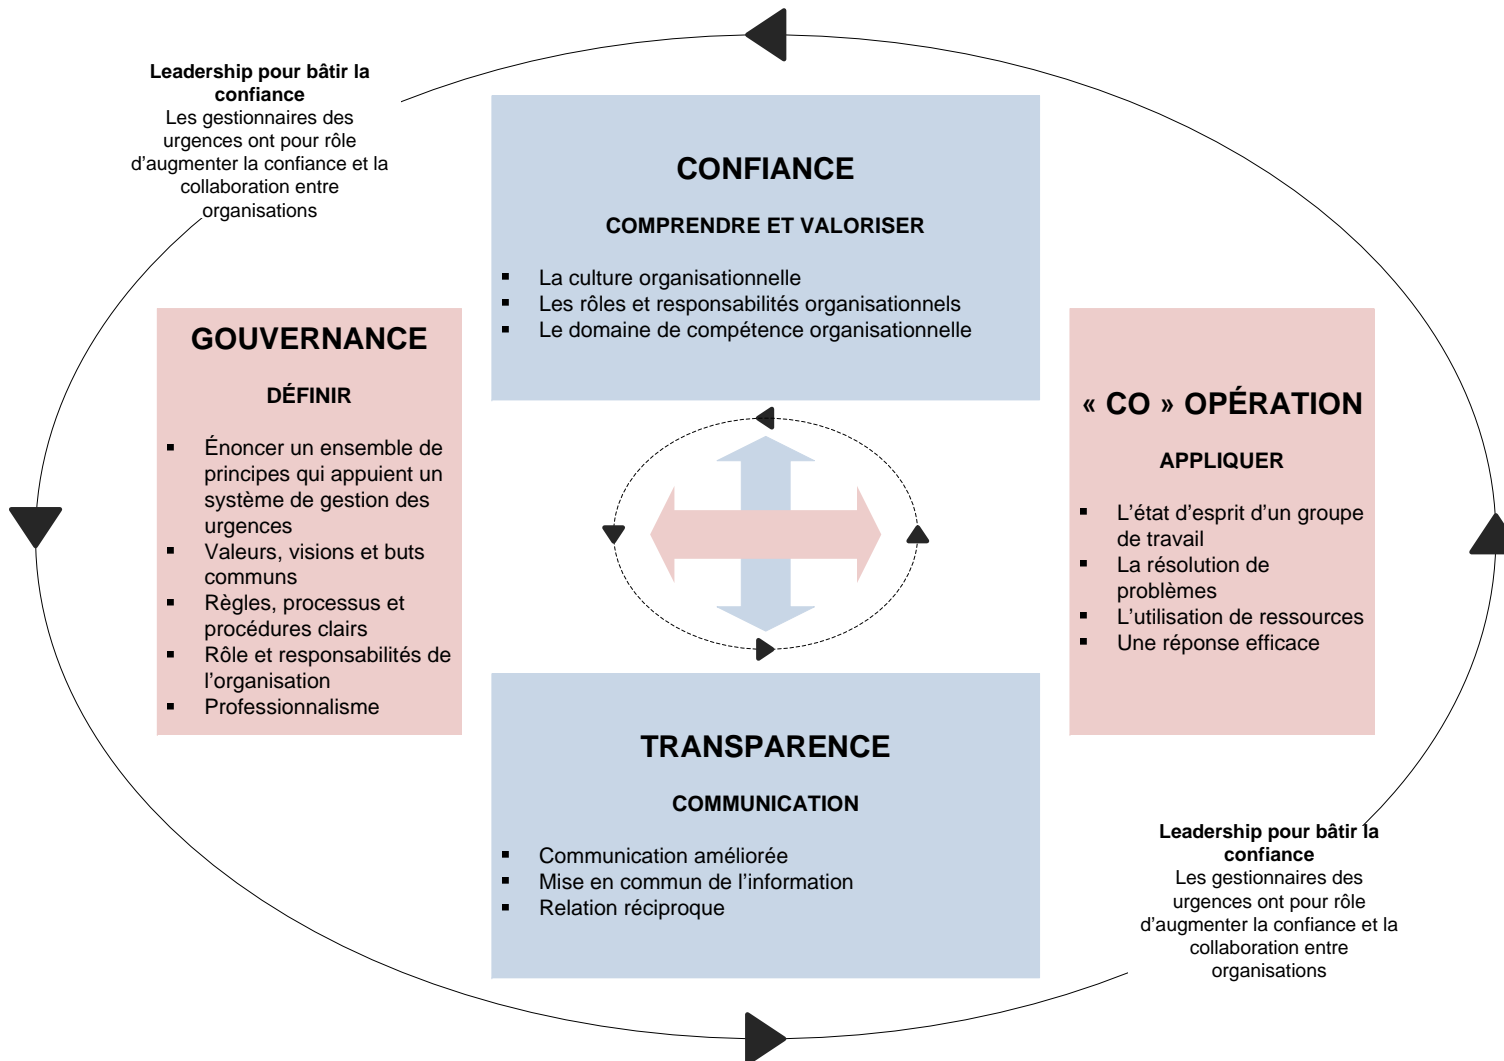 Leadership pour bâtir la
confiance
Les gestionnaires des
urgences ont pour rôle
d'augmenter la confiance et la
collaboration entre
organisations
CONFIANCE
COMPRENDRE ET VALORISER
▪ La culture organisationnelle
▪ Les rôles et responsabilités organisationnels
▪ Le domaine de compétence organisationnelle
GOUVERNANCE
DÉFINIR
▪ Énoncer un ensemble de
principes qui appuient un
système de gestion des
urgences
▪ Valeurs, visions et buts
communs
▪ Règles, processus et
procédures clairs
▪ Rôle et responsabilités de
l’organisation
▪ Professionnalisme
« CO » OPÉRATION
APPLIQUER
▪ L’état d’esprit d’un groupe
de travail
▪ La résolution de
problèmes
▪ L’utilisation de ressources
▪ Une réponse efficace
TRANSPARENCE
COMMUNICATION
▪ Communication améliorée
▪ Mise en commun de l’information
▪ Relation réciproque
Leadership pour bâtir la
confiance
Les gestionnaires des
urgences ont pour rôle
d’augmenter la confiance et la
collaboration entre
organisations